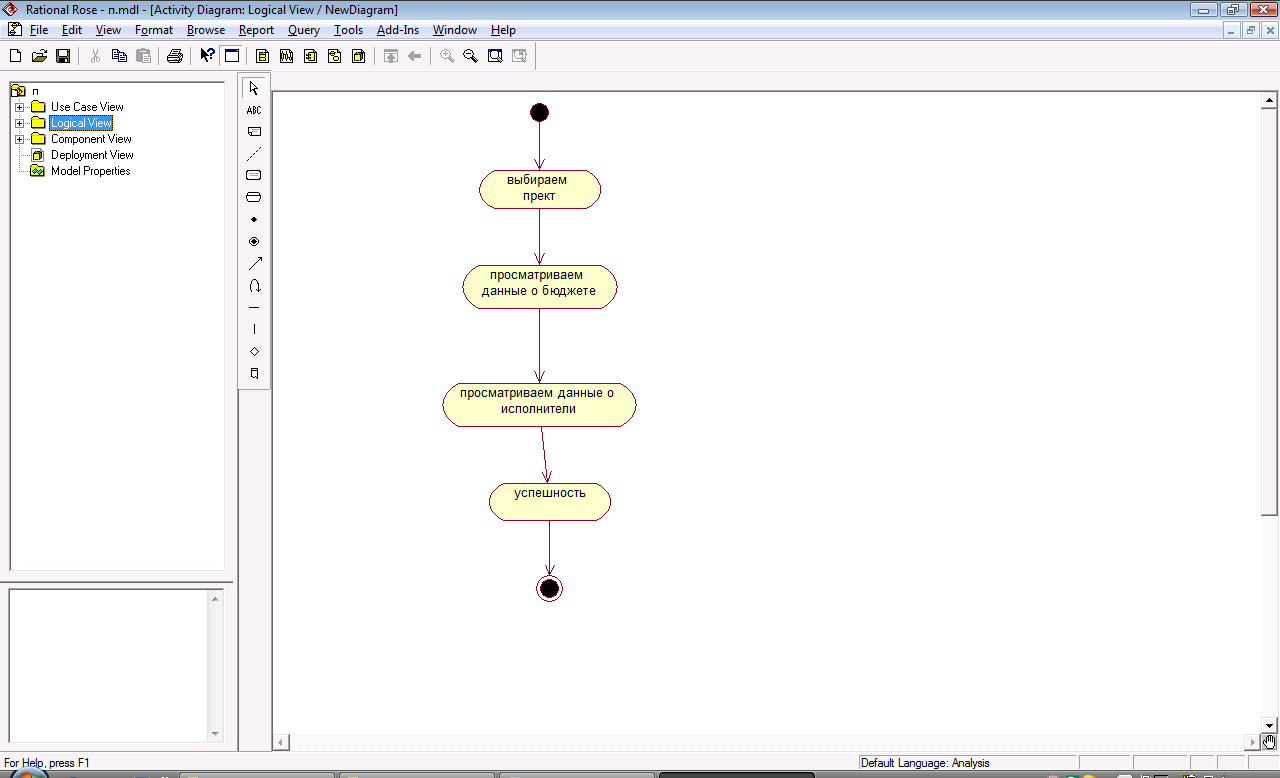 Rational Rose - n.mdl - [Activity Diagram: Logical View / NewDiagram]
File Edit View Format Browse Report Query Tools Add-Ins Window Help
n
Use Case View
Logical View
Component View
Deployment View
Model Properties
ABC
выбираем
прект
просматриваем
данные о бюджете
просматриваем данные о
исполнители
успешность
For Help, press F1
Default Language: Analysis